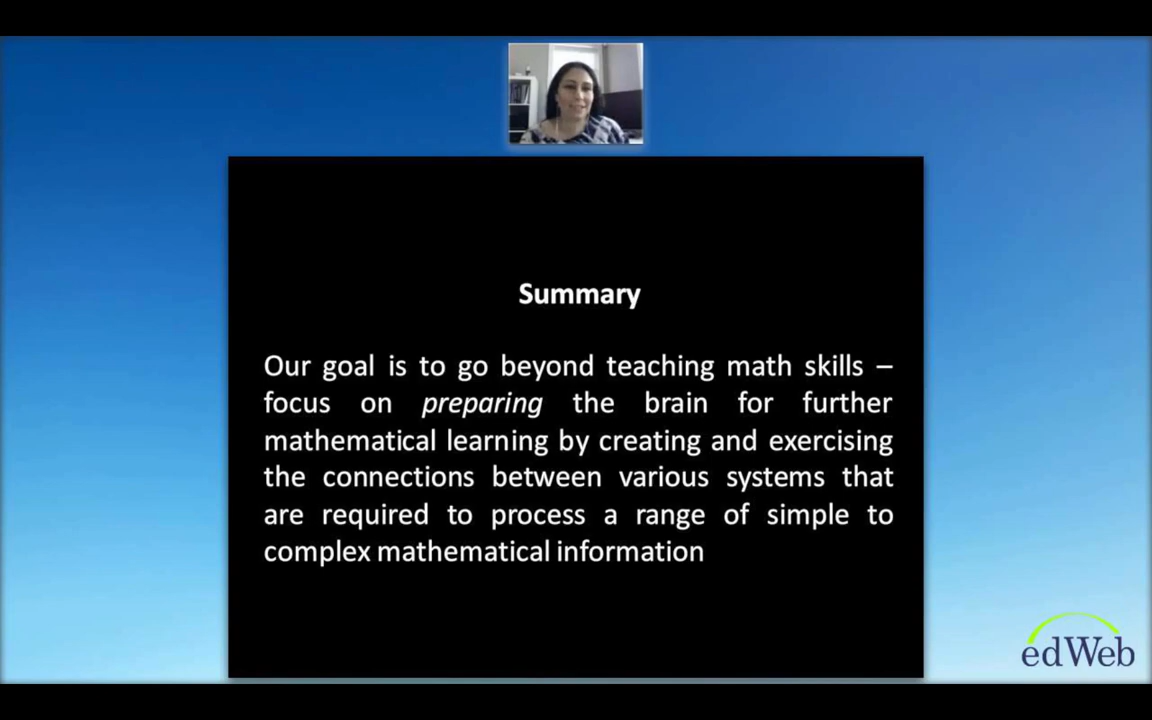 Summary
Our goal is to go beyond teaching math skills –
focus on preparing the brain for further
mathematical learning by creating and exercising
the connections between various systems that
are required to process a range of simple to
complex mathematical information
edWeb